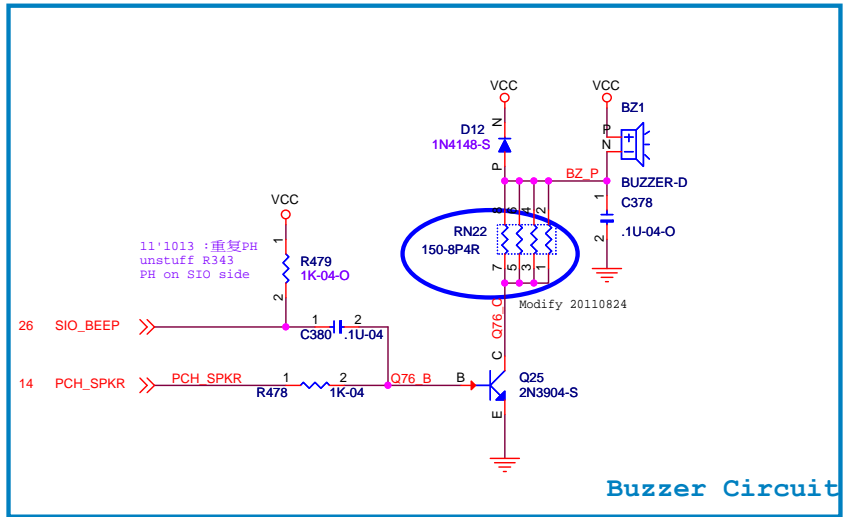 VCC
VCC
BZ1
N
D12
1N4148-S
P
P
N
BZ_P
BUZZER-D
C378
1
2
.1U-04-O
VCC
8
6
4
2
RN22
150-8P4R
7
5
3
1
Modify 20110824
11'1013 :重复PH
unstuff R343
PH on SIO side
1
R479
1K-04-O
2
Q76_C
26 SIO_BEEP
1 2
C380 .1U-04
14 PCH_SPKR PCH_SPKR
1 2
R478 1K-04
Q76_B B
C
Q25
2N3904-S
E
Buzzer Circuit